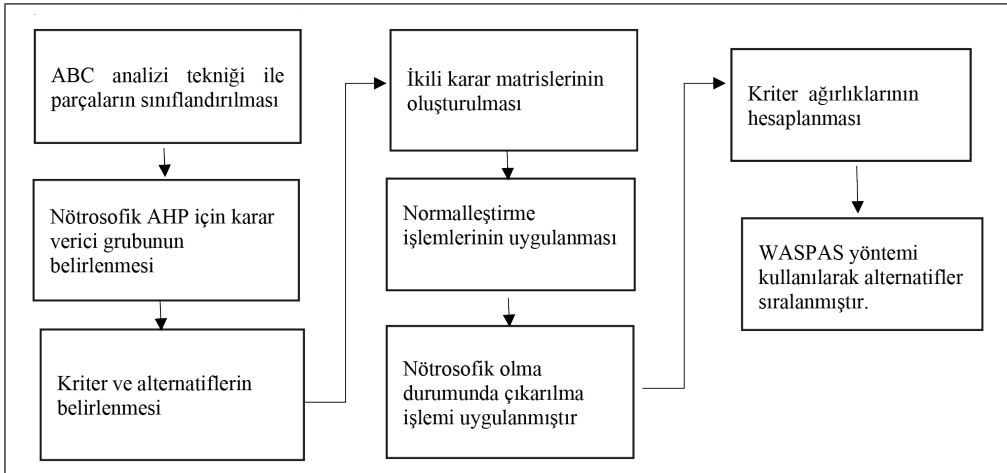 ABC analizi tekniği ile
parçaların sınıflandırılması
Nötrosofik AHP için karar
verici grubunun
belirlenmesi
Kriter ve alternatiflerin
belirlenmesi
İkili karar matrislerinin
oluşturulması
Normalleştirme
işlemlerinin uygulanması
Nötrosofik olma
durumunda çıkarılma
işlemi uygulanmıştır
Kriter ağırlıklarının
hesaplanması
WASPAS yöntemi
kullanılarak alternatifler
sıralanmıştır.